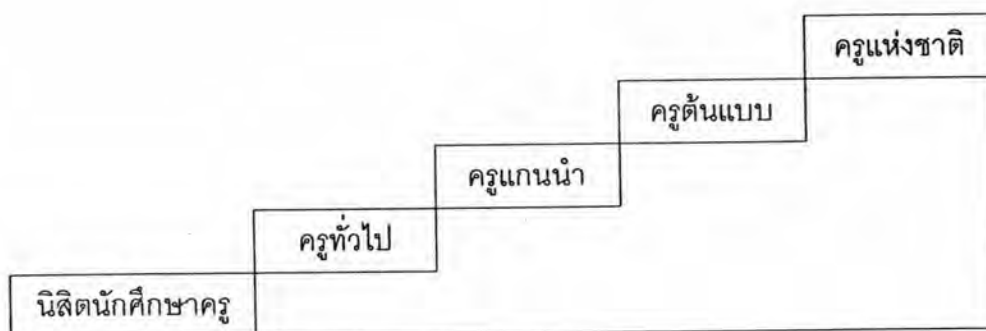 ครูแห่งชาติ
ครูต้นแบบ
ครูแกนนำ
ครูทั่วไป
นิสิตนักศึกษาครู